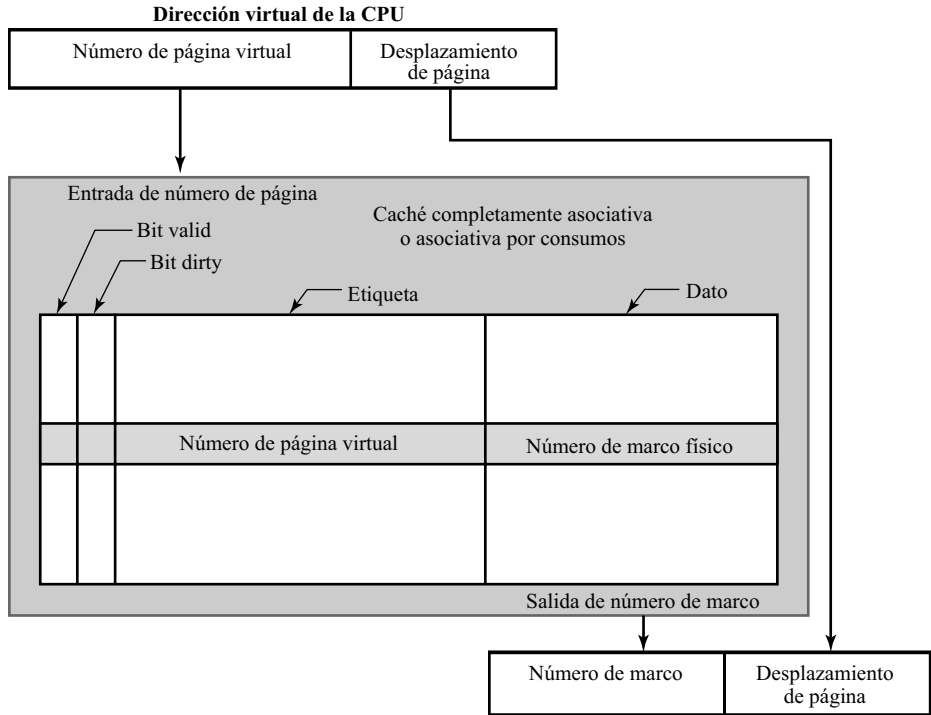 Dirección virtual de la CPU
Número de página virtual
Desplazamiento
de página
Entrada de número de página
Caché completamente asociativa
o asociativa por consumos
Bit valid
Bit dirty
Etiqueta
Dato
Número de página virtual
Número de marco físico
Salida de número de marco
Número de marco
Desplazamiento
de página